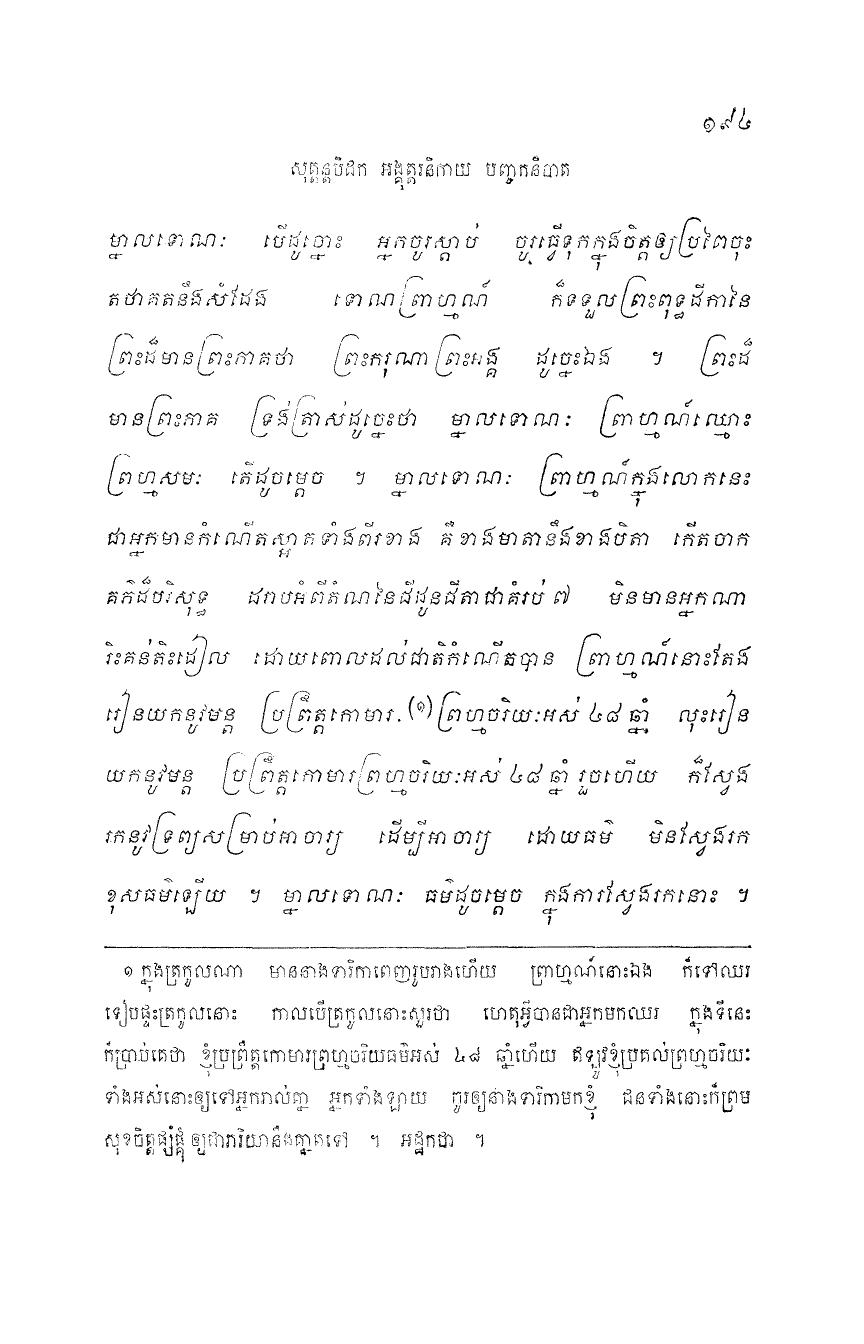 ១៩៤
សុត្តន្តបិដក អង្គុត្តរនិកាយ បញ្ចកនិបាត
ម្នាលទោណៈ បើដូច្នោះ អ្នកចូរស្តាប់ ចូរធ្វើទុកក្នុងចិត្តឲ្យប្រពៃចុះ
តថាគតនឹងសំដែង ទោណព្រាហ្មណ៍ ក៏ទទួលព្រះពុទ្ធដីកានៃ
ព្រះដ៏មានព្រះភាគថា ព្រះករុណាព្រះអង្គ ដូច្នេះឯង ។ ព្រះដ៏
មានព្រះភាគ ទ្រង់ត្រាស់ដូច្នេះថា ម្នាលទោណៈ ព្រាហ្មណ៍ឈ្មោះ
ព្រហ្មសមៈ តើដូចម្តេច ។ ម្នាលទោណៈ ព្រាហ្មណ៍ក្នុងលោកនេះ
ជាអ្នកមានកំណើតស្អាតទាំងពីរខាង គឺខាងមាតានឹងខាងបិតា កើតចាក
គភ៌ដ៏បរិសុទ្ធ ដរាបអំពីតំណនៃជីដូនជីតាជាគំរប់ ៧ មិនមានអ្នកណា
រិះគន់តិះដៀល ដោយពោលដល់ជាតិកំណើតបាន ព្រាហ្មណ៍នោះតែង
រៀនយកនូវមន្ត ប្រព្រឹត្តកោមារ.(១)ព្រហ្មចរិយៈអស់ ៤៨ ឆ្នាំ លុះរៀន
យកនូវមន្ត ប្រព្រឹត្តកោមារព្រហ្មចរិយៈអស់ ៤៨ ឆ្នាំ រួចហើយ ក៏ស្វែង
រកនូវទ្រព្យសម្រាប់អាចារ្យ ដើម្បីអាចារ្យ ដោយធម៌ មិនស្វែងរក
ខុសធម៌ឡើយ ។ ម្នាលទោណៈ ធម៌ដូចម្តេច ក្នុងការស្វែងរកនោះ ។
១ ក្នុងត្រកូលណា មាននាងទារិកាពេញរូបរាងហើយ ព្រាហ្មណ៍នោះឯង ក៏ទៅឈរ
ទៀបផ្ទះត្រកូលនោះ កាលបើត្រកូលនោះសួរថា ហេតុអ្វីបានជាអ្នកមកឈរ ក្នុងទីនេះ
ក៏ប្រាប់គេថា ខ្ញុំប្រព្រឹត្តកោមារព្រហ្មចរិយធម៌អស់ ៤៨ ឆ្នាំហើយ ឥឡូវខ្ញុំប្រគល់ព្រហ្មចរិយៈ
ទាំងអស់នោះឲ្យទៅអ្នករាល់គ្នា អ្នកទាំងឡាយ គួរឲ្យនាងទារិកាមកខ្ញុំ ជនទាំងនោះក៏ព្រម
សុខចិត្តផ្សំផ្គុំ ឲ្យជាភរិយានឹងគ្នាតទៅ ។ អដ្ឋកថា ។